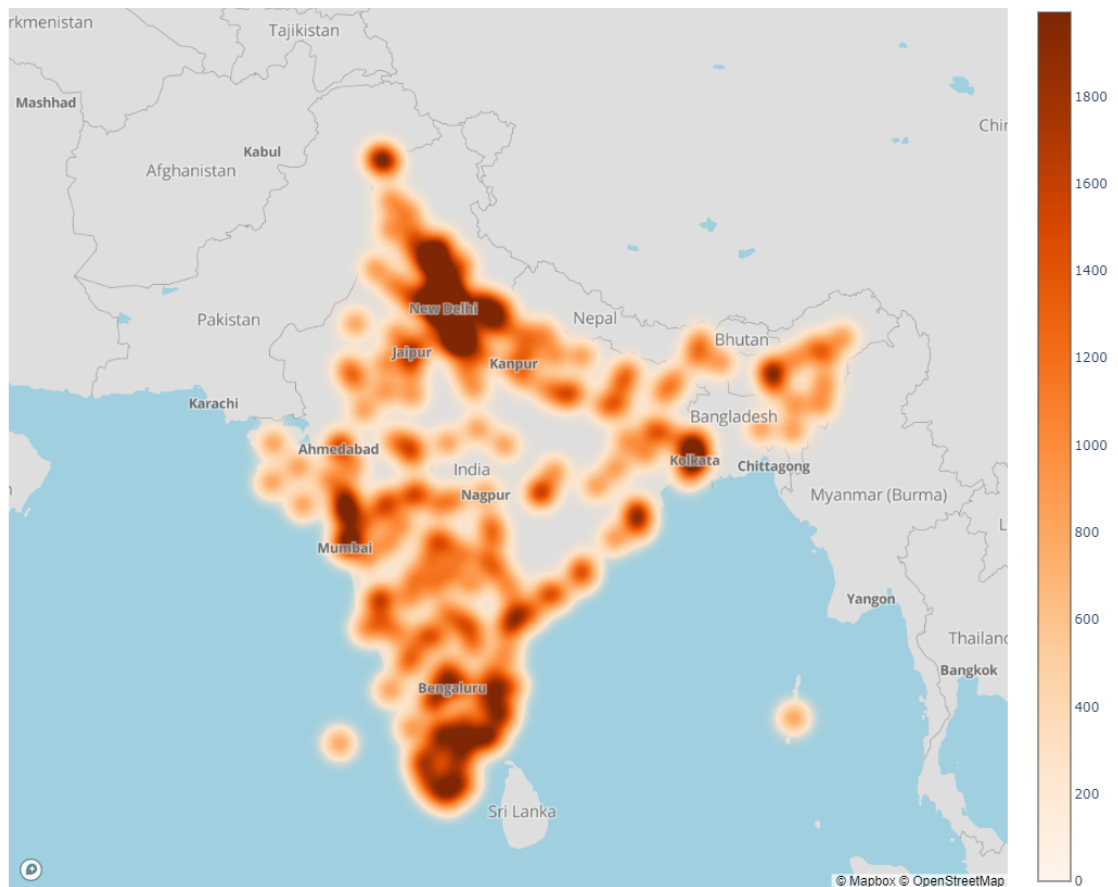 rkmenistan
Tajikistan
Mashhad
Kabul
Afghanistan
Chin
Pakistan
New Delhi
Nepal
Jaipur
Kanpur
Bhutan
Karachi
Bangladesh
Ahmedabad
India
Kolkata
Chittagong
Nagpur
Myanmar (Burma)
L
Mumbai
Yangon
Thailand
Bengaluru
Bangkok
Sri Lanka
© Mapbox © OpenStreetMap
1800
1600
1400
1200
1000
800
600
400
200
0